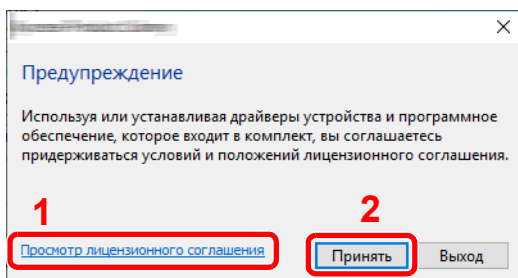 Предупреждение
Используя или устанавливая драйверы устройства и программное
обеспечение, которое входит в комплект, вы соглашаетесь
придерживаться условий и положений лицензионного соглашения.
1
2
Просмотр лицензионного соглашения
Принять
Выход